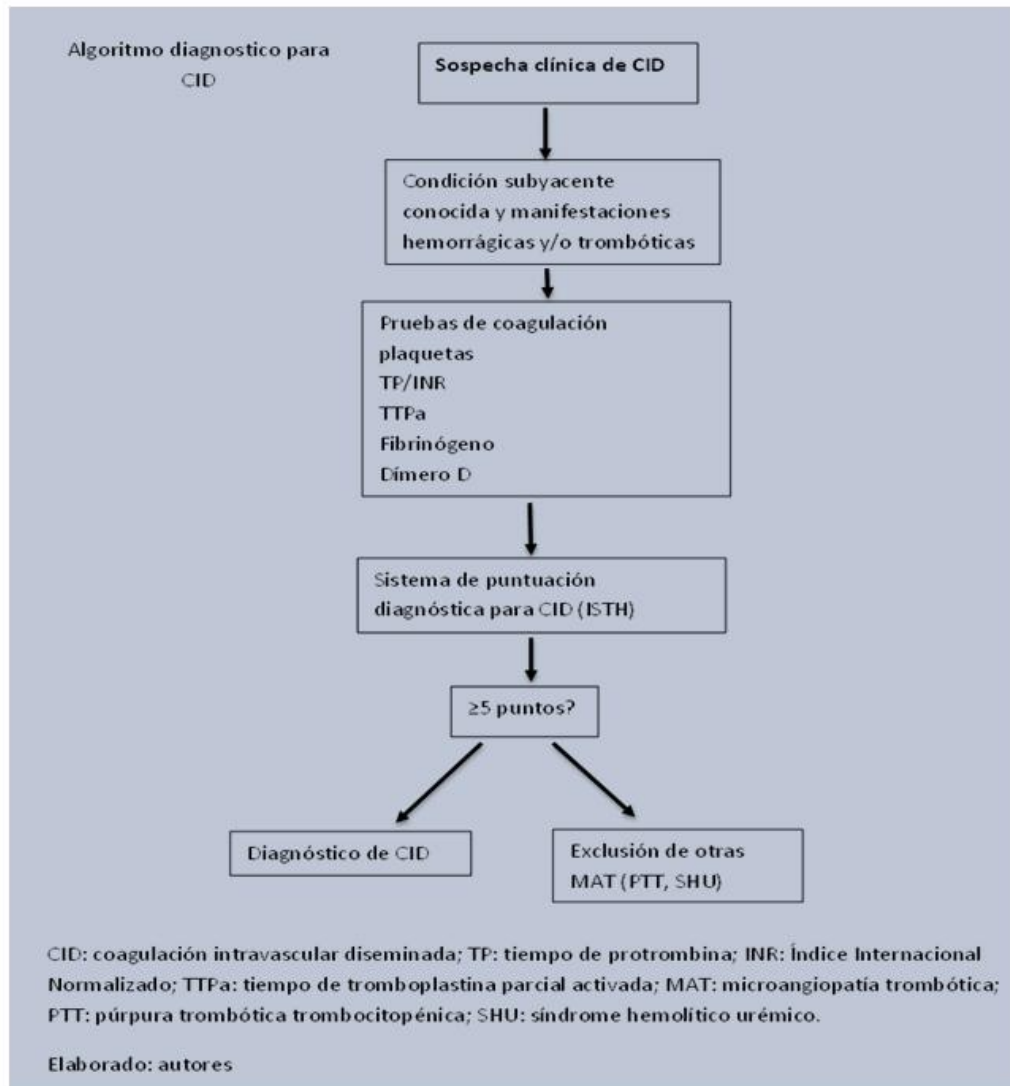 Algoritmo diagnostico para
CID
Sospecha clínica de CID
Condición subyacente
conocida y manifestaciones
hemorrágicas y/o trombóticas
Pruebas de coagulación
plaquetas
TP/INR
TTPa
Fibrinógeno
Dímero D
Sistema de puntuación
diagnóstica para CID (ISTH)
≥5 puntos?
Diagnóstico de CID
Exclusión de otras
MAT (PTT, SHU)
CID: coagulación intravascular diseminada; TP: tiempo de protrombina; INR: Índice Internacional
Normalizado; TTPa: tiempo de tromboplastina parcial activada; MAT: microangiopatía trombótica;
PTT: púrpura trombótica trombocitopénica; SHU: síndrome hemolítico urémico.
Elaborado: autores